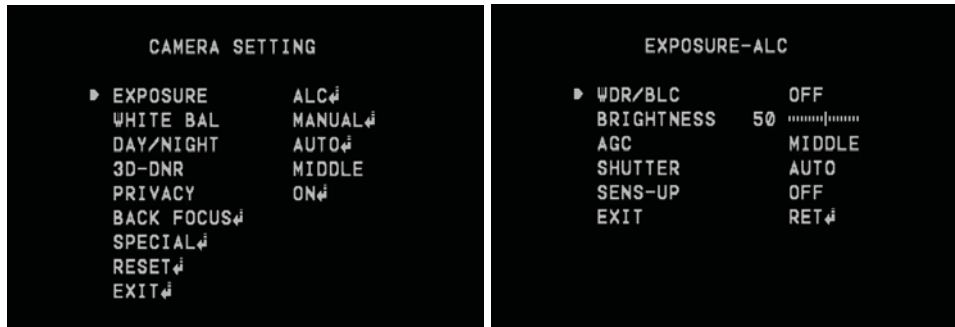 CAMERA SETTING
EXPOSURE ALC↲
WHITE BAL MANUAL↲
DAY/NIGHT AUTO↲
3D-DNR MIDDLE
PRIVACY ON↲
BACK FOCUS↲
SPECIAL↲
RESET↲
EXIT↲
EXPOSURE-ALC
WDR/BLC OFF
BRIGHTNESS 50
AGC MIDDLE
SHUTTER AUTO
SENS-UP OFF
EXIT RET↲